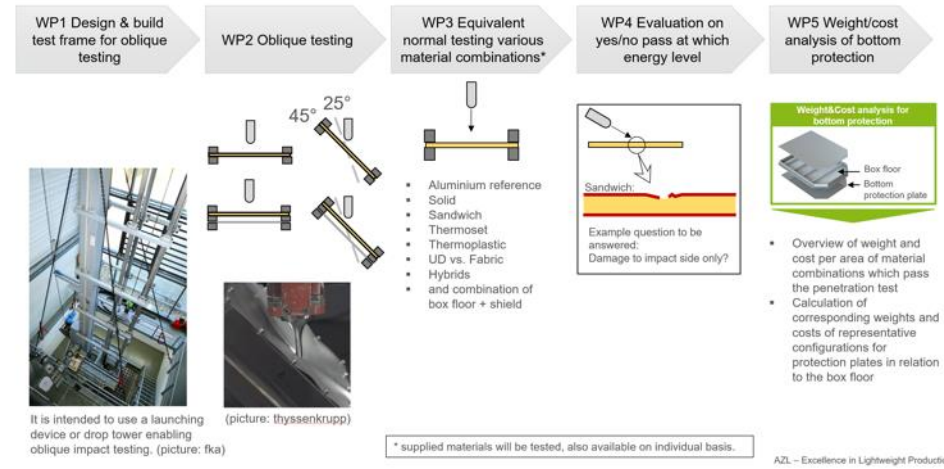 WP1 Design & build
test frame for oblique
testing
WP2 Oblique testing
WP3 Equivalent
normal testing various
material combinations*
WP4 Evaluation on
yes/no pass at which
energy level
WP5 Weight/cost
analysis of bottom
protection
45° 25°
Aluminium reference
Solid
Sandwich
Thermoset
Thermoplastic
UD vs. Fabric
Hybrids
and combination of
box floor + shield
Sandwich:
Example question to be
answered:
Damage to impact side only?
Weight&Cost analysis for
bottom protection
Box floor
Bottom
protection plate
Overview of weight and
cost per area of material
combinations which pass
the penetration test
Calculation of
corresponding weights and
costs of representative
configurations for
protection plates in relation
to the box floor
It is intended to use a launching
device or drop tower enabling
oblique impact testing. (picture: fka)
(picture: thyssenkrupp)
* supplied materials will be tested, also available on individual basis.
AZL – Excellence in Lightweight Productio